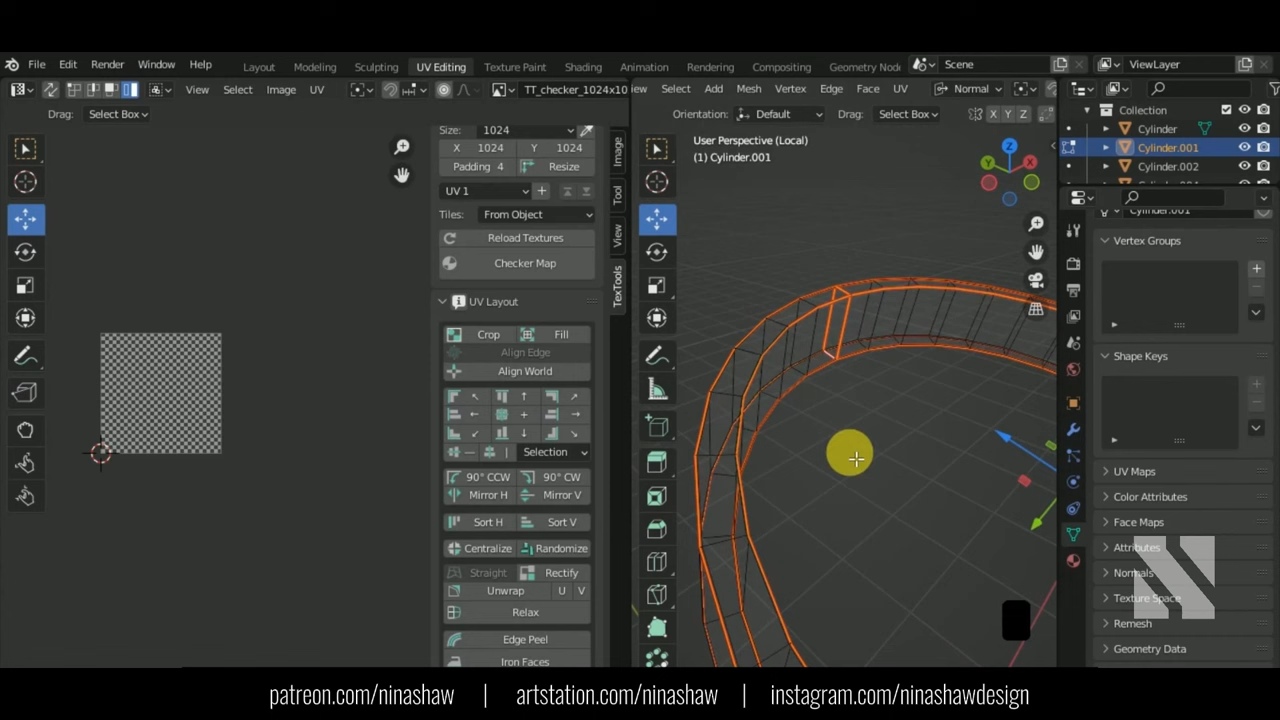 File Edit Render Window Help Layout Modeling Sculpting UV Editing Texture Paint Shading Animation Rendering Compositing Geometry Node Scene ViewLayer
View Select Image UV TT_checker_1024x10 Select Add Mesh Vertex Edge Face UV Normal
Drag: Select Box Orientation: Default Drag: Select Box X Y Z
Collection
Cylinder
Cylinder.001
Cylinder.002
Size: 1024
X 1024 Y 1024
Padding 4 Resize
UV 1
Tiles: From Object
Reload Textures
Checker Map
UV Layout
Crop Fill
Align Edge
Align World
Selection
90° CCW 90° CW
Mirror H Mirror V
Sort H Sort V
Centralize Randomize
Straight Rectify
Unwrap U V
Relax
Edge Peel
Iron Faces
Image
Tool
View
TexTools
User Perspective (Local)
(1) Cylinder.001
Z
Y
X
Cylinder.001
Vertex Groups
Shape Keys
UV Maps
Color Attributes
Face Maps
Attributes
Normals
Texture Space
Remesh
Geometry Data
patreon.com/ninashaw | artstation.com/ninashaw | instagram.com/ninashawdesign